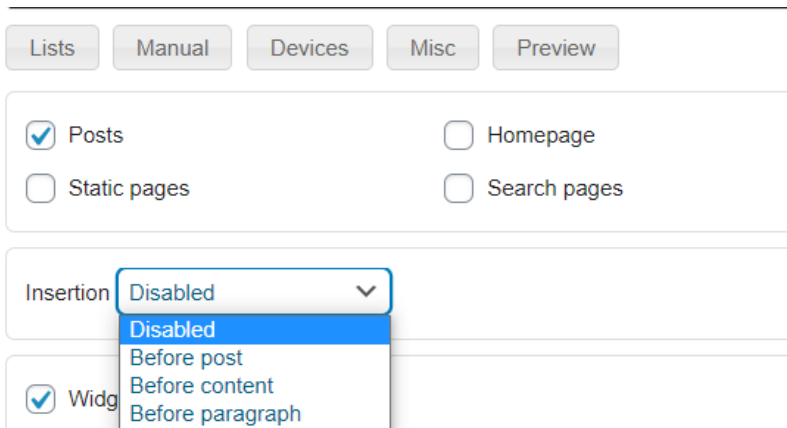 Lists Manual Devices Misc Preview
Posts Homepage
Static pages Search pages
Insertion Disabled
Disabled
Before post
Before content
Before paragraph